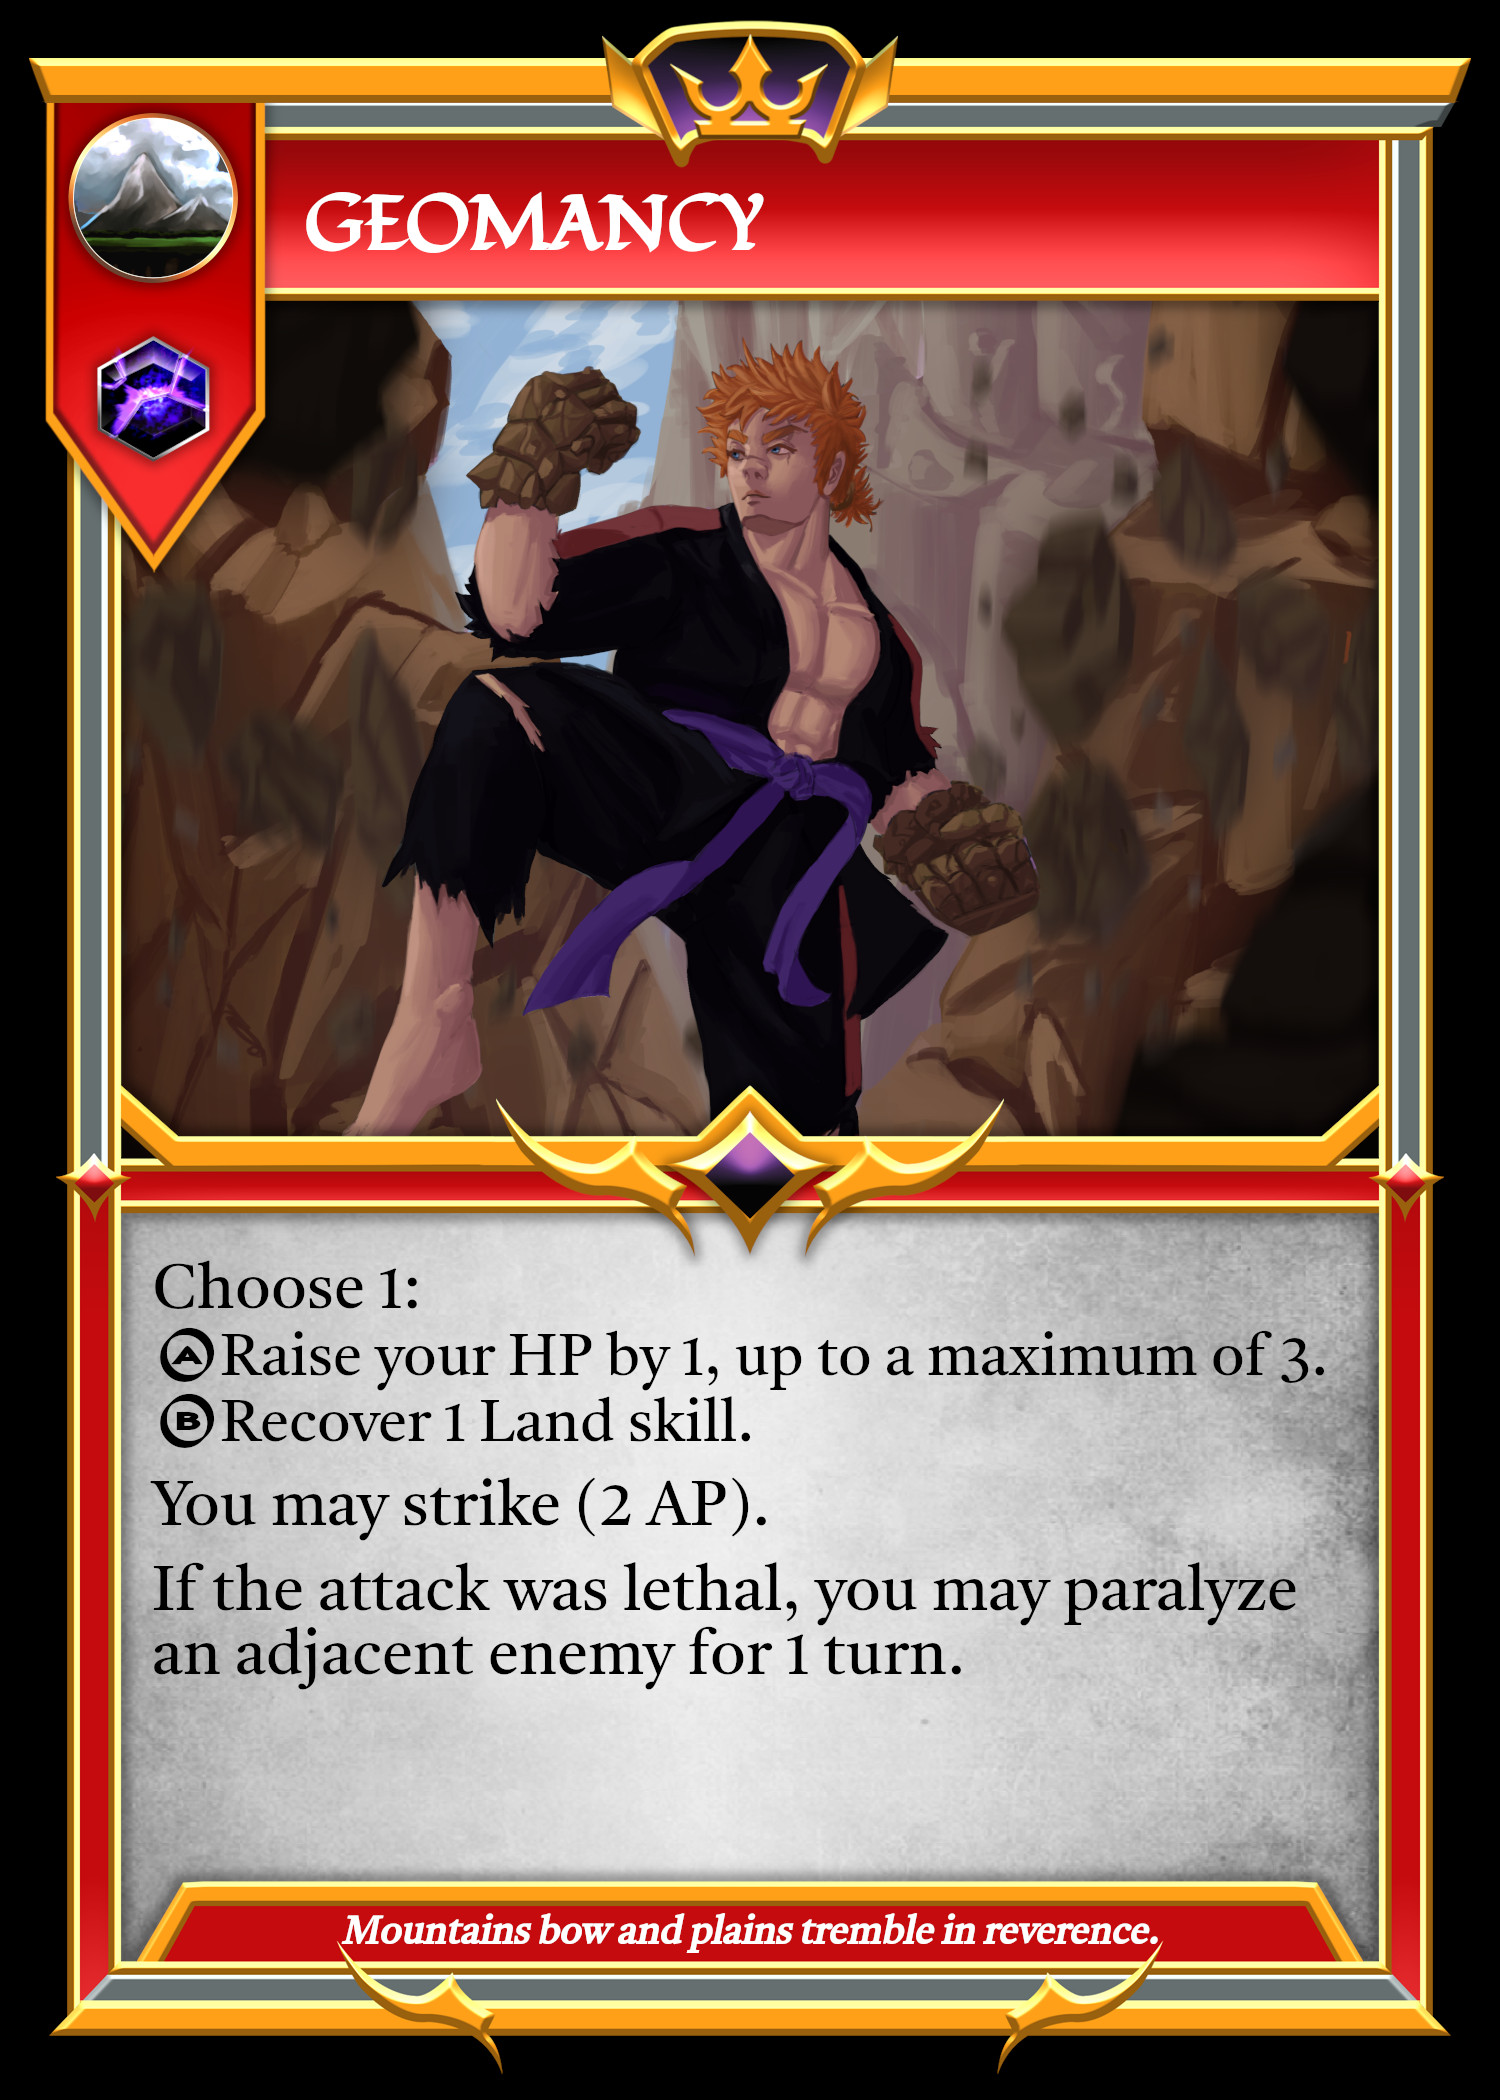 GEOMANCY
Choose 1:
Ⓐ Raise your HP by 1, up to a maximum of 3.
Ⓑ Recover 1 Land skill.
You may strike (2 AP).
If the attack was lethal, you may paralyze
an adjacent enemy for 1 turn.
Mountains bow and plains tremble in reverence.